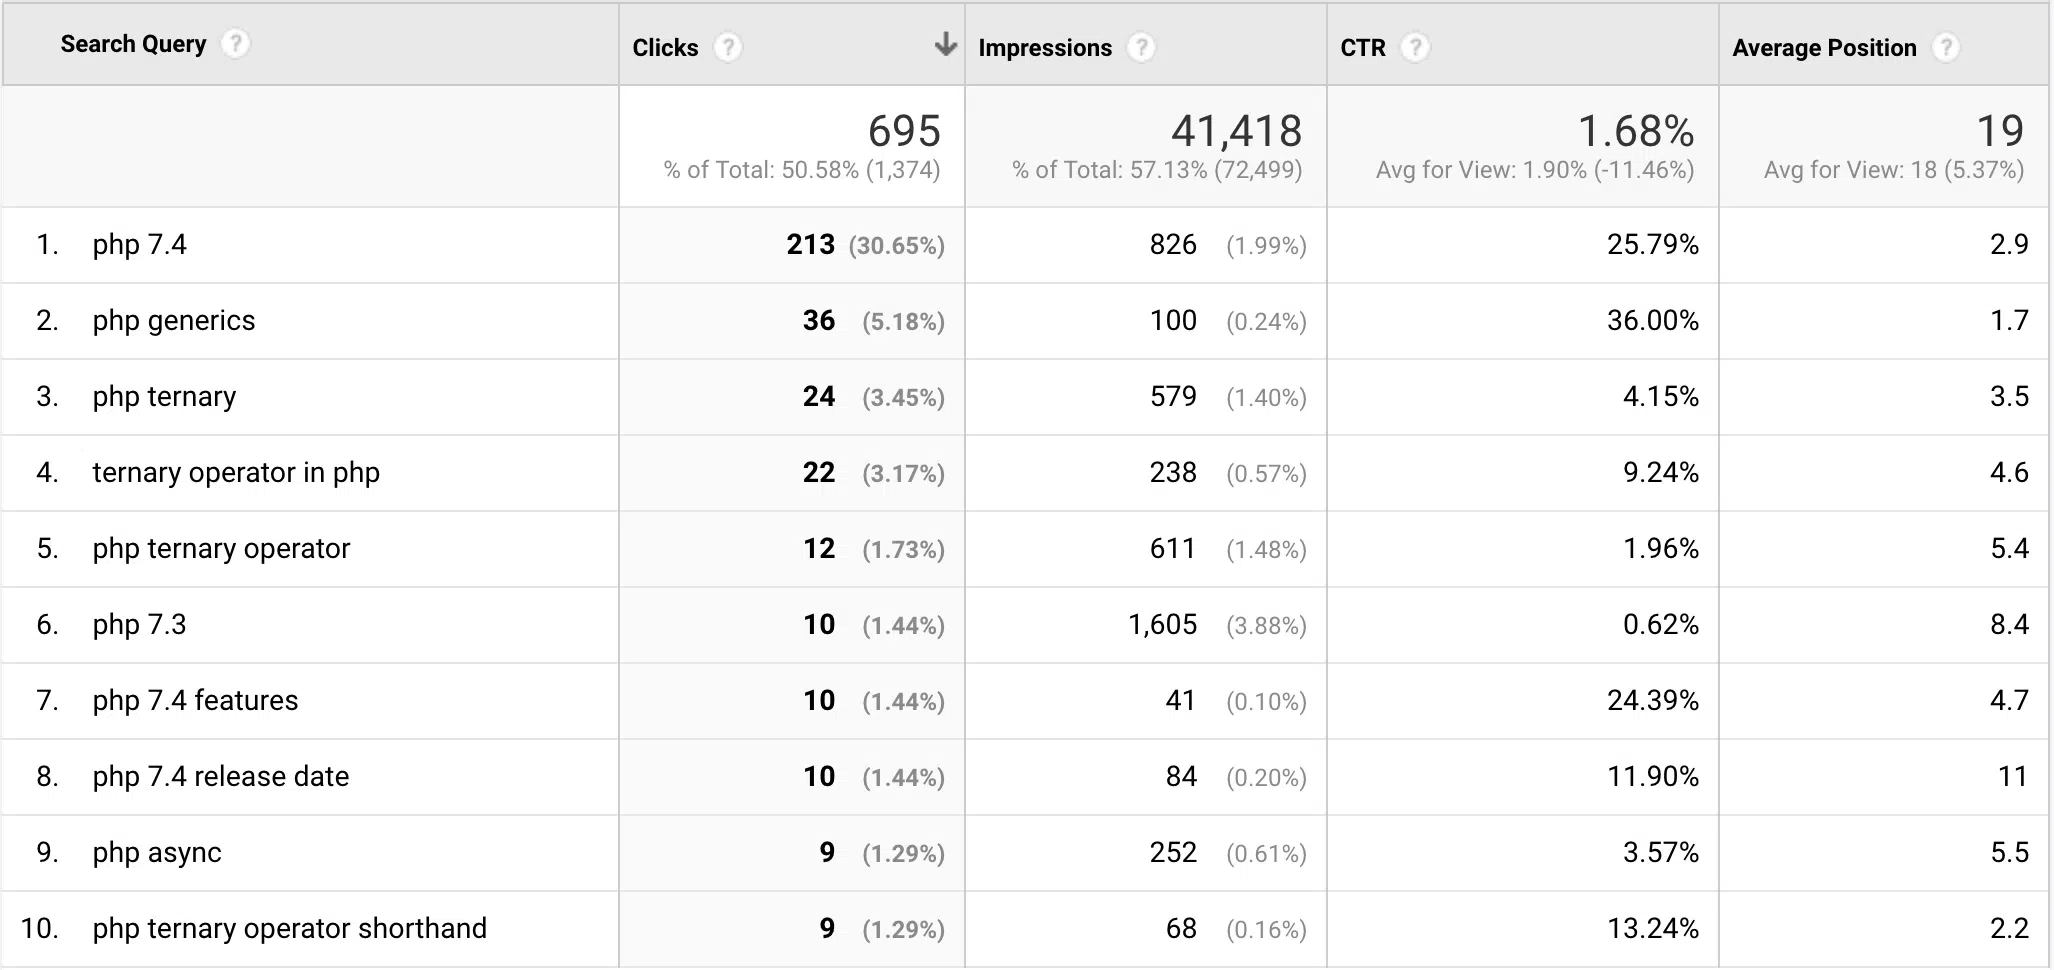 Search Query ? Clicks ? Impressions ? CTR ? Average Position ?
695 41,418 1.68% 19
% of Total: 50.58% (1,374) % of Total: 57.13% (72,499) Avg for View: 1.90% (-11.46%) Avg for View: 18 (5.37%)
1. php 7.4 213 (30.65%) 826 (1.99%) 25.79% 2.9
2. php generics 36 (5.18%) 100 (0.24%) 36.00% 1.7
3. php ternary 24 (3.45%) 579 (1.40%) 4.15% 3.5
4. ternary operator in php 22 (3.17%) 238 (0.57%) 9.24% 4.6
5. php ternary operator 12 (1.73%) 611 (1.48%) 1.96% 5.4
6. php 7.3 10 (1.44%) 1,605 (3.88%) 0.62% 8.4
7. php 7.4 features 10 (1.44%) 41 (0.10%) 24.39% 4.7
8. php 7.4 release date 10 (1.44%) 84 (0.20%) 11.90% 11
9. php async 9 (1.29%) 252 (0.61%) 3.57% 5.5
10. php ternary operator shorthand 9 (1.29%) 68 (0.16%) 13.24% 2.2